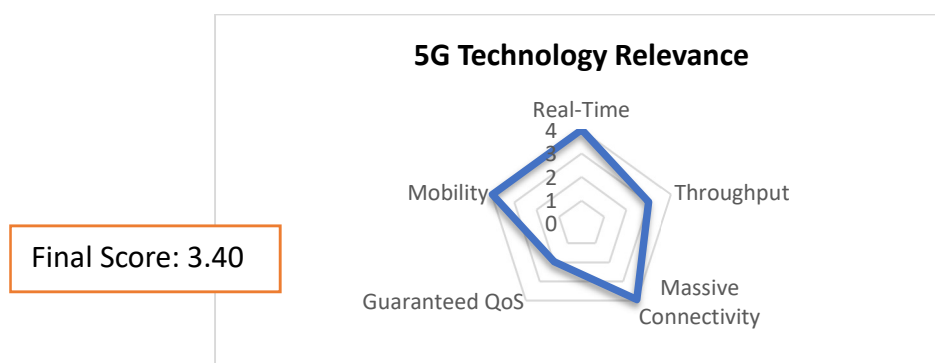 5G Technology Relevance
Real-Time
4
3
2
1
0
Mobility
Throughput
Final Score: 3.40
Guaranteed QoS
Massive
Connectivity